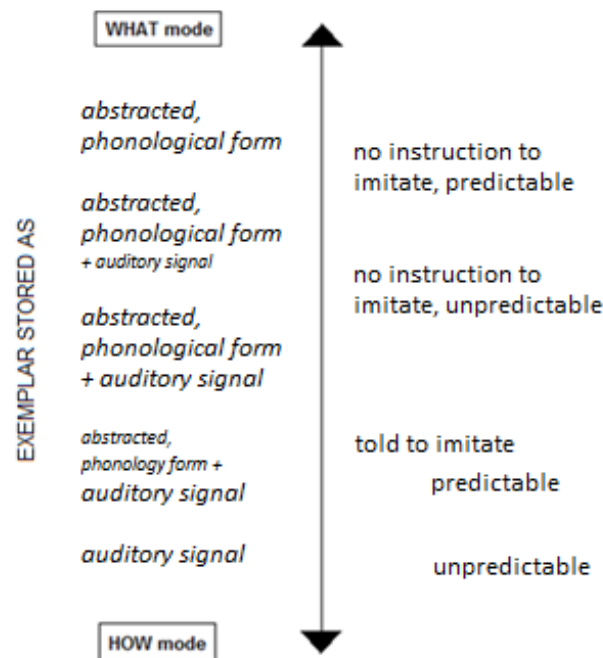 WHAT mode
EXEMPLAR STORED AS
abstracted,
phonological form
abstracted,
phonological form
+ auditory signal
abstracted,
phonological form
+ auditory signal
abstracted,
phonology form +
auditory signal
auditory signal
no instruction to
imitate, predictable
no instruction to
imitate, unpredictable
told to imitate
predictable
unpredictable
HOW mode